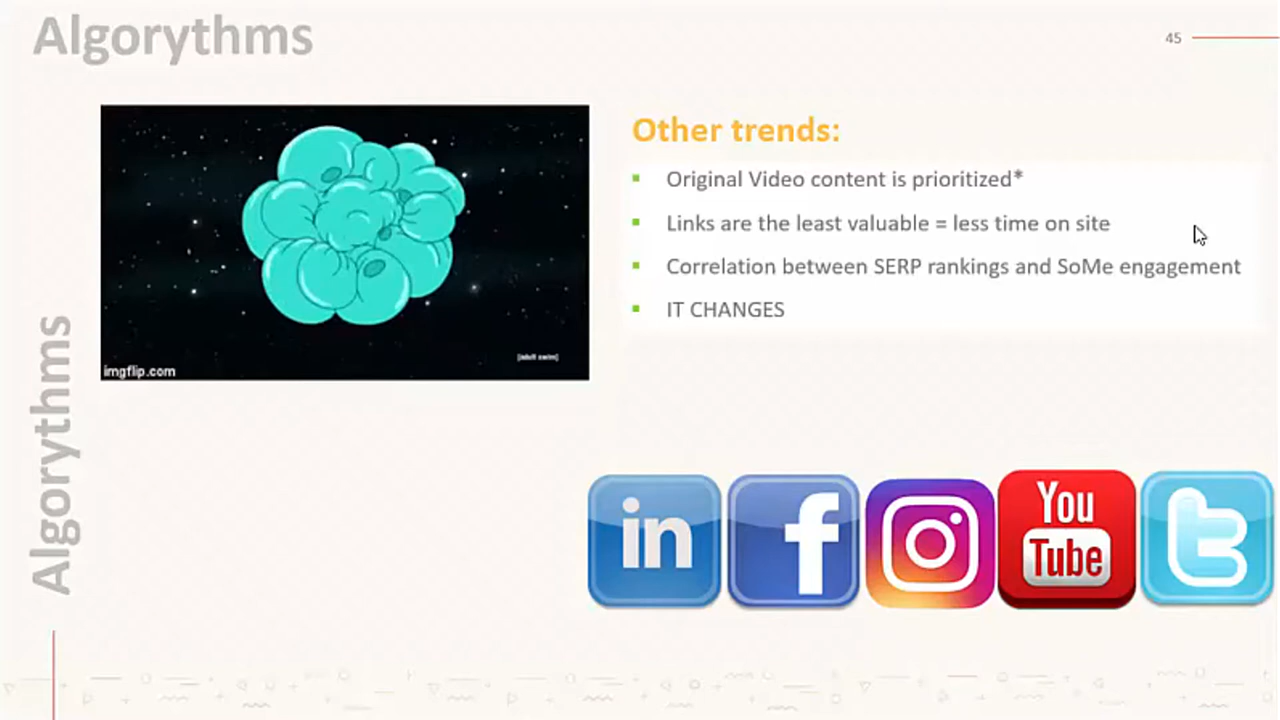 Algorythms
45
[adult swim]
imgflip.com
Other trends:
Original Video content is prioritized*
Links are the least valuable = less time on site
Correlation between SERP rankings and SoMe engagement
IT CHANGES
Algorythms
in
f
You
Tube
t